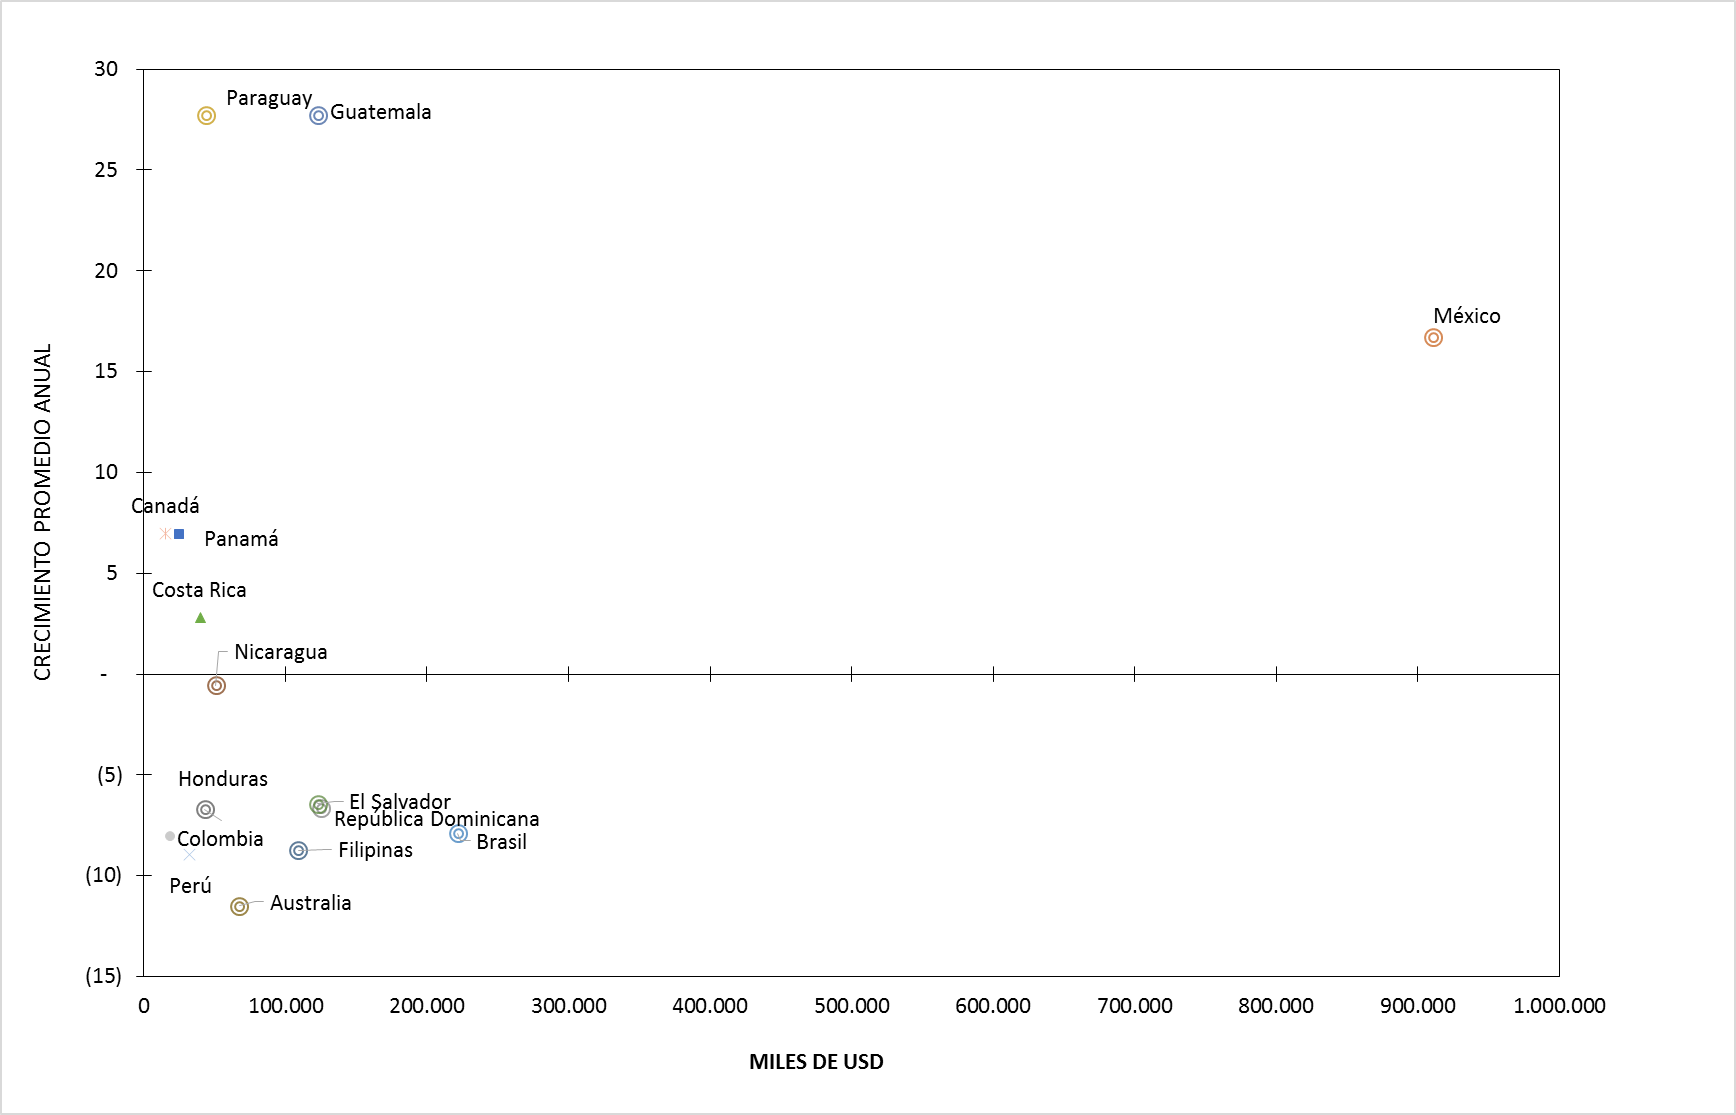 30
Paraguay
Guatemala
25
20
México
15
10
Canadá
Panamá
5
Costa Rica
Nicaragua
-
(5)
Honduras
El Salvador
República Dominicana
Colombia
Brasil
Filipinas
(10)
Perú
Australia
(15)
0 100.000 200.000 300.000 400.000 500.000 600.000 700.000 800.000 900.000 1.000.000
CRECIMIENTO PROMEDIO ANUAL
MILES DE USD